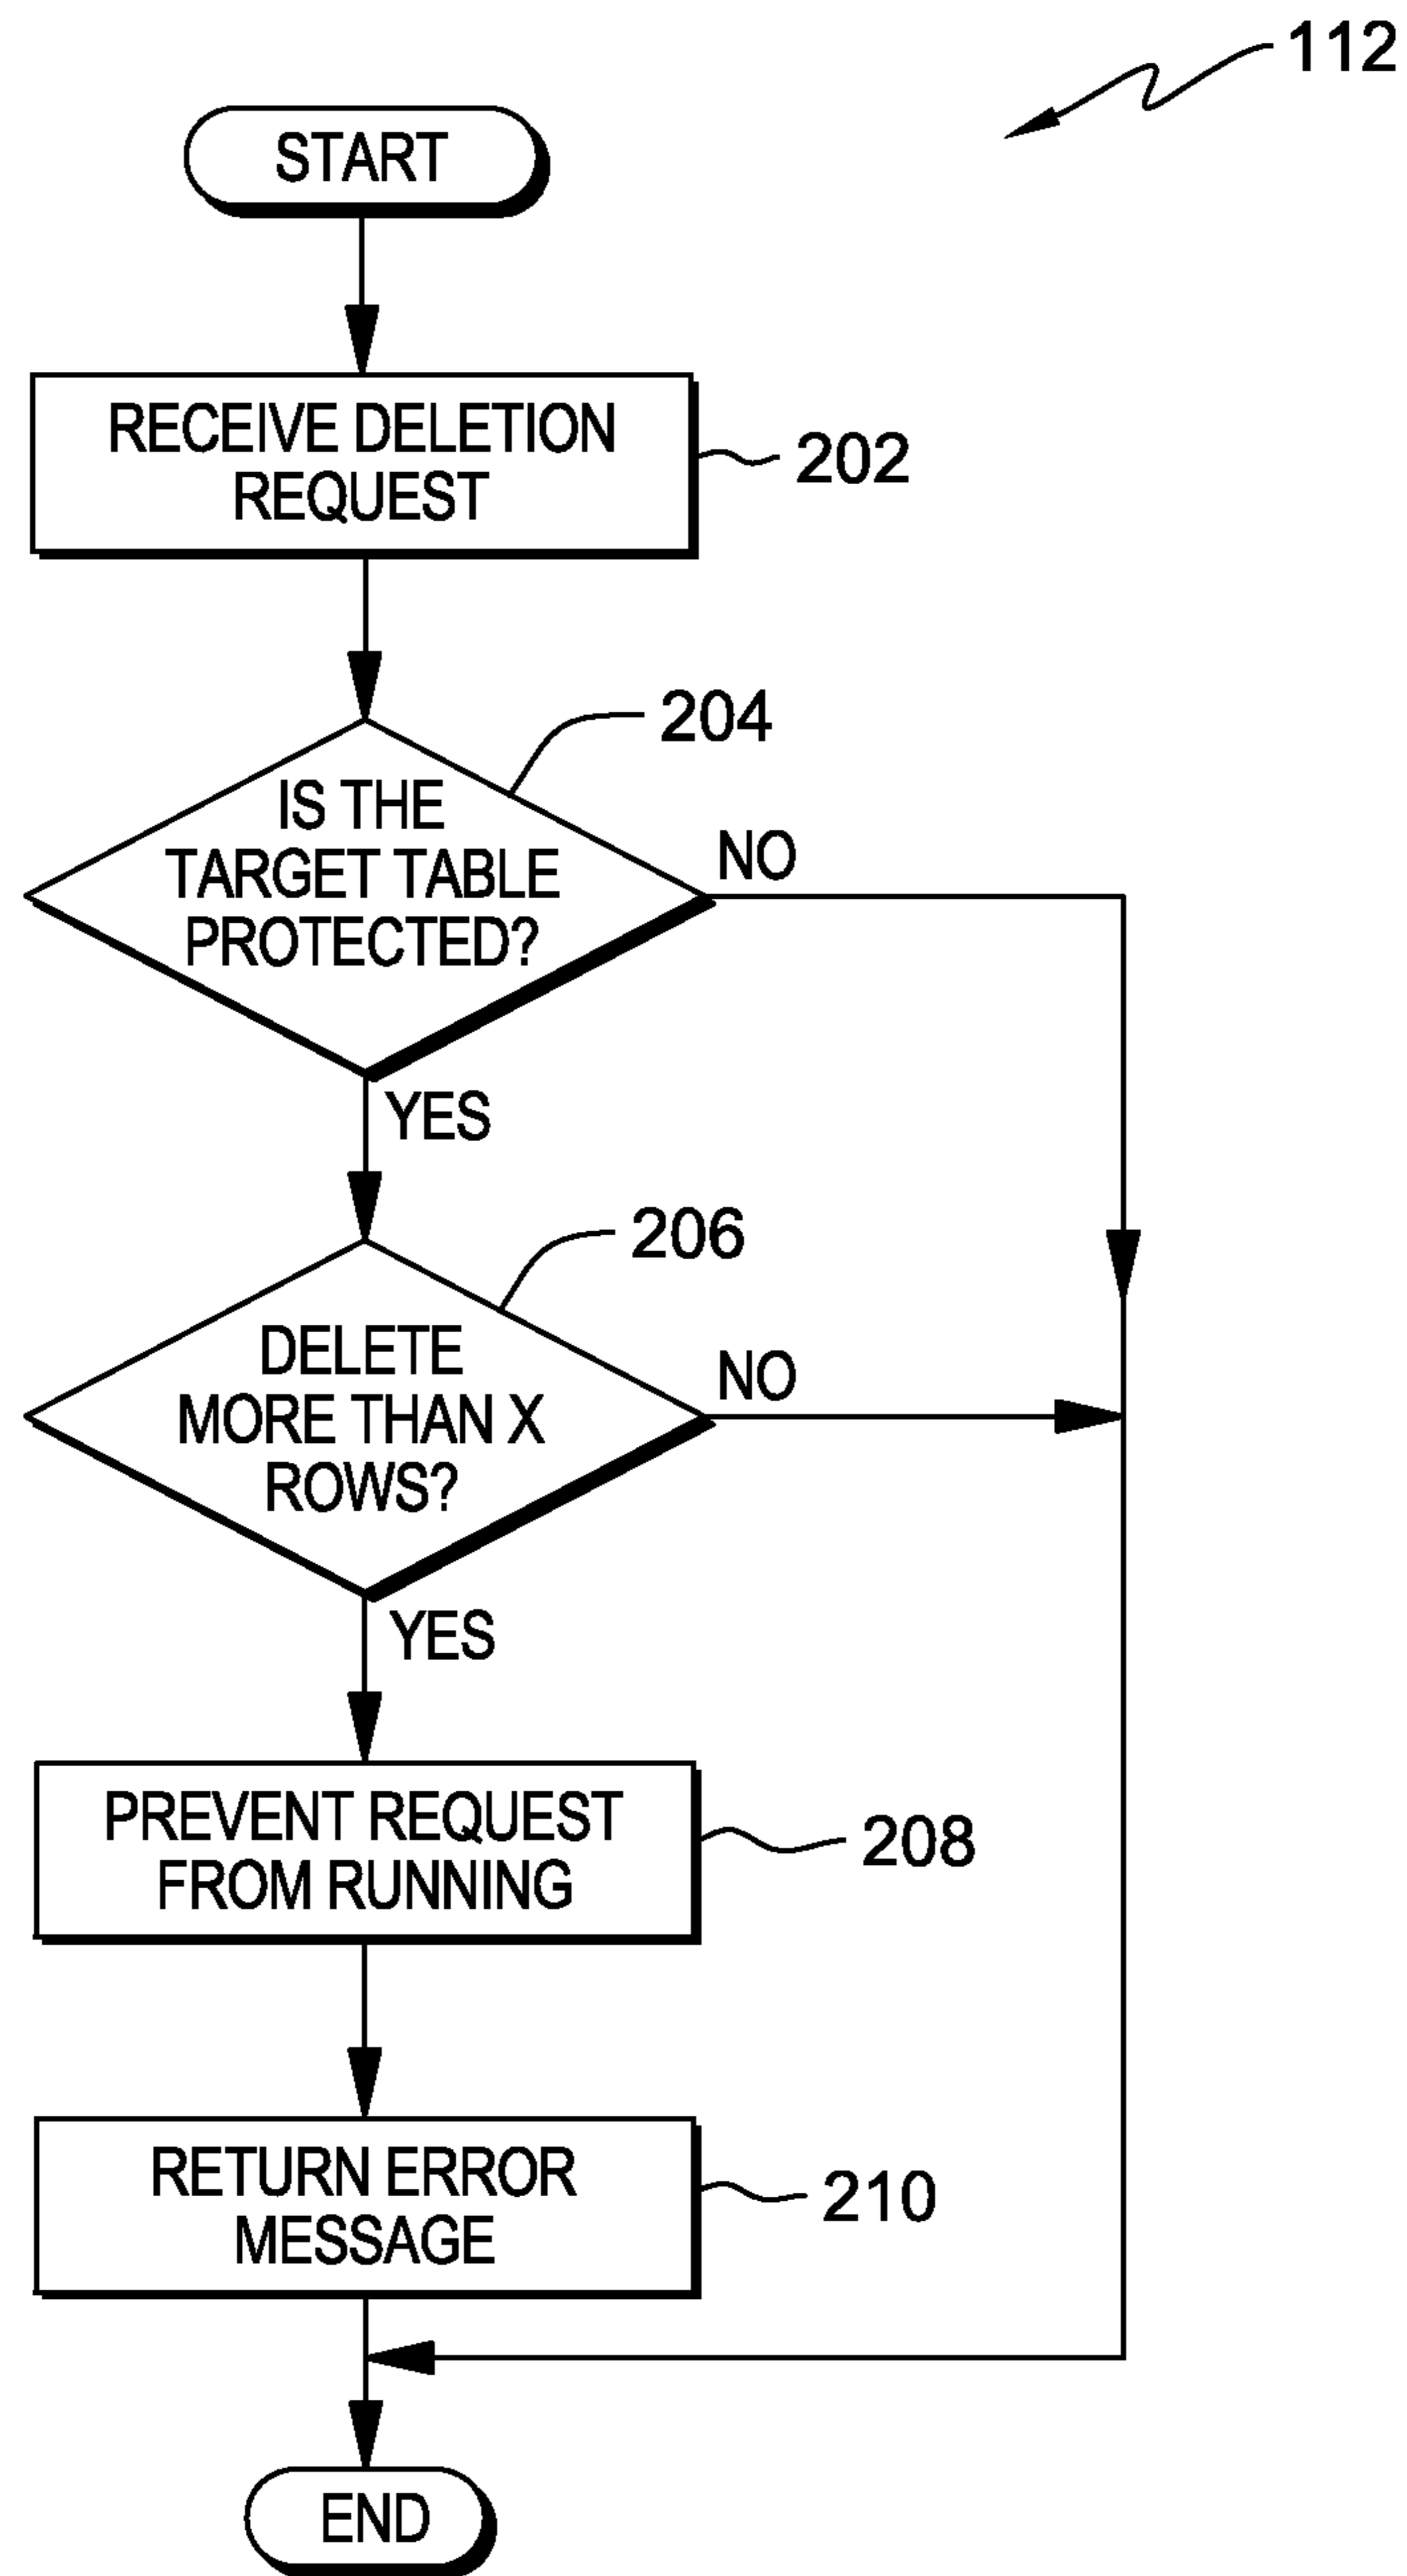 112
START
RECEIVE DELETION
REQUEST
202
204
IS THE
TARGET TABLE
PROTECTED?
NO
YES
206
DELETE
MORE THAN X
ROWS?
NO
YES
PREVENT REQUEST
FROM RUNNING
208
RETURN ERROR
MESSAGE
210
END